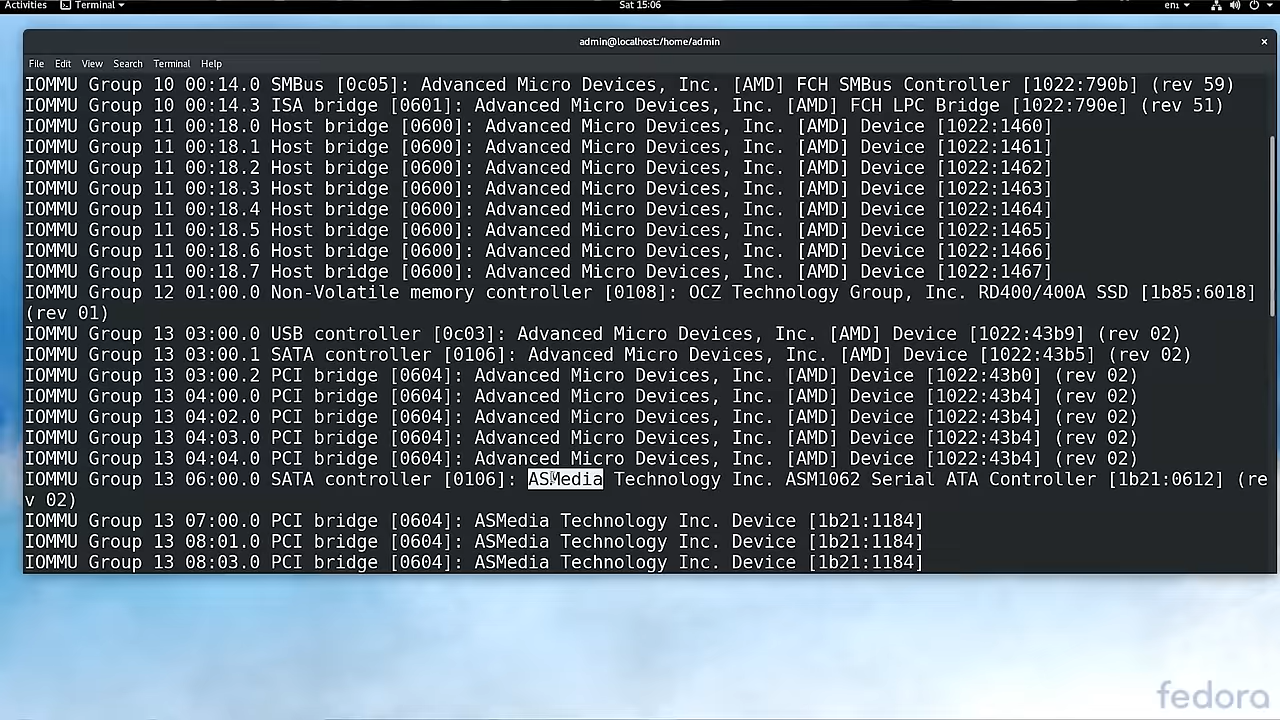 Activities Terminal Sat 15:06 en1
admin@localhost:/home/admin ×
File Edit View Search Terminal Help
IOMMU Group 10 00:14.0 SMBus [0c05]: Advanced Micro Devices, Inc. [AMD] FCH SMBus Controller [1022:790b] (rev 59)
IOMMU Group 10 00:14.3 ISA bridge [0601]: Advanced Micro Devices, Inc. [AMD] FCH LPC Bridge [1022:790e] (rev 51)
IOMMU Group 11 00:18.0 Host bridge [0600]: Advanced Micro Devices, Inc. [AMD] Device [1022:1460]
IOMMU Group 11 00:18.1 Host bridge [0600]: Advanced Micro Devices, Inc. [AMD] Device [1022:1461]
IOMMU Group 11 00:18.2 Host bridge [0600]: Advanced Micro Devices, Inc. [AMD] Device [1022:1462]
IOMMU Group 11 00:18.3 Host bridge [0600]: Advanced Micro Devices, Inc. [AMD] Device [1022:1463]
IOMMU Group 11 00:18.4 Host bridge [0600]: Advanced Micro Devices, Inc. [AMD] Device [1022:1464]
IOMMU Group 11 00:18.5 Host bridge [0600]: Advanced Micro Devices, Inc. [AMD] Device [1022:1465]
IOMMU Group 11 00:18.6 Host bridge [0600]: Advanced Micro Devices, Inc. [AMD] Device [1022:1466]
IOMMU Group 11 00:18.7 Host bridge [0600]: Advanced Micro Devices, Inc. [AMD] Device [1022:1467]
IOMMU Group 12 01:00.0 Non-Volatile memory controller [0108]: OCZ Technology Group, Inc. RD400/400A SSD [1b85:6018]
(rev 01)
IOMMU Group 13 03:00.0 USB controller [0c03]: Advanced Micro Devices, Inc. [AMD] Device [1022:43b9] (rev 02)
IOMMU Group 13 03:00.1 SATA controller [0106]: Advanced Micro Devices, Inc. [AMD] Device [1022:43b5] (rev 02)
IOMMU Group 13 03:00.2 PCI bridge [0604]: Advanced Micro Devices, Inc. [AMD] Device [1022:43b0] (rev 02)
IOMMU Group 13 04:00.0 PCI bridge [0604]: Advanced Micro Devices, Inc. [AMD] Device [1022:43b4] (rev 02)
IOMMU Group 13 04:02.0 PCI bridge [0604]: Advanced Micro Devices, Inc. [AMD] Device [1022:43b4] (rev 02)
IOMMU Group 13 04:03.0 PCI bridge [0604]: Advanced Micro Devices, Inc. [AMD] Device [1022:43b4] (rev 02)
IOMMU Group 13 04:04.0 PCI bridge [0604]: Advanced Micro Devices, Inc. [AMD] Device [1022:43b4] (rev 02)
IOMMU Group 13 06:00.0 SATA controller [0106]: ASMedia Technology Inc. ASM1062 Serial ATA Controller [1b21:0612] (re
v 02)
IOMMU Group 13 07:00.0 PCI bridge [0604]: ASMedia Technology Inc. Device [1b21:1184]
IOMMU Group 13 08:01.0 PCI bridge [0604]: ASMedia Technology Inc. Device [1b21:1184]
IOMMU Group 13 08:03.0 PCI bridge [0604]: ASMedia Technology Inc. Device [1b21:1184]
fedora